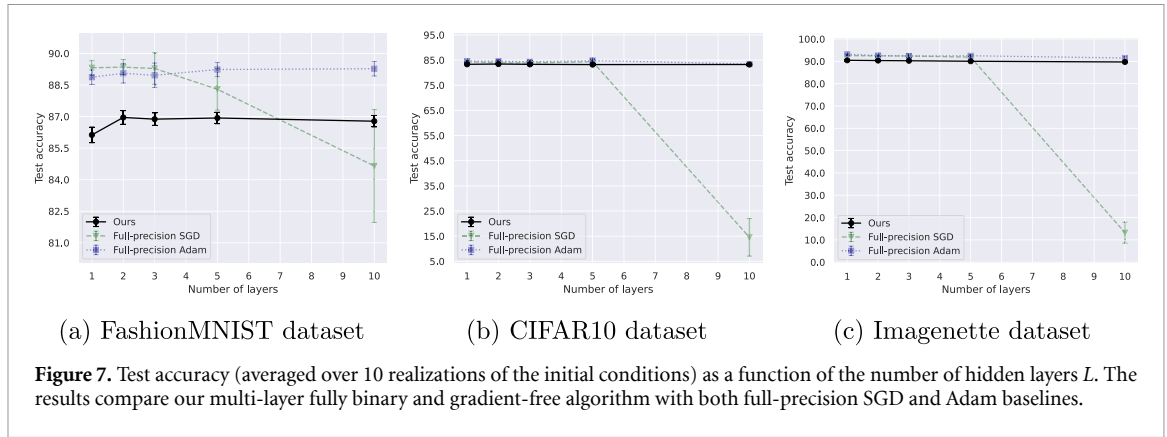 90.0
88.5
87.0
85.5
84.0
82.5
81.0
Test accuracy
Ours
Full-precision SGD
Full-precision Adam
1 2 3 4 5 6 7 8 9 10
Number of layers
95.0
85.0
75.0
65.0
55.0
45.0
35.0
25.0
15.0
5.0
Test accuracy
Ours
Full-precision SGD
Full-precision Adam
1 2 3 4 5 6 7 8 9 10
Number of layers
100.0
90.0
80.0
70.0
60.0
50.0
40.0
30.0
20.0
10.0
0.0
Test accuracy
Ours
Full-precision SGD
Full-precision Adam
1 2 3 4 5 6 7 8 9 10
Number of layers
(a) FashionMNIST dataset
(b) CIFAR10 dataset
(c) Imagenette dataset
Figure 7. Test accuracy (averaged over 10 realizations of the initial conditions) as a function of the number of hidden layers L. The
results compare our multi-layer fully binary and gradient-free algorithm with both full-precision SGD and Adam baselines.